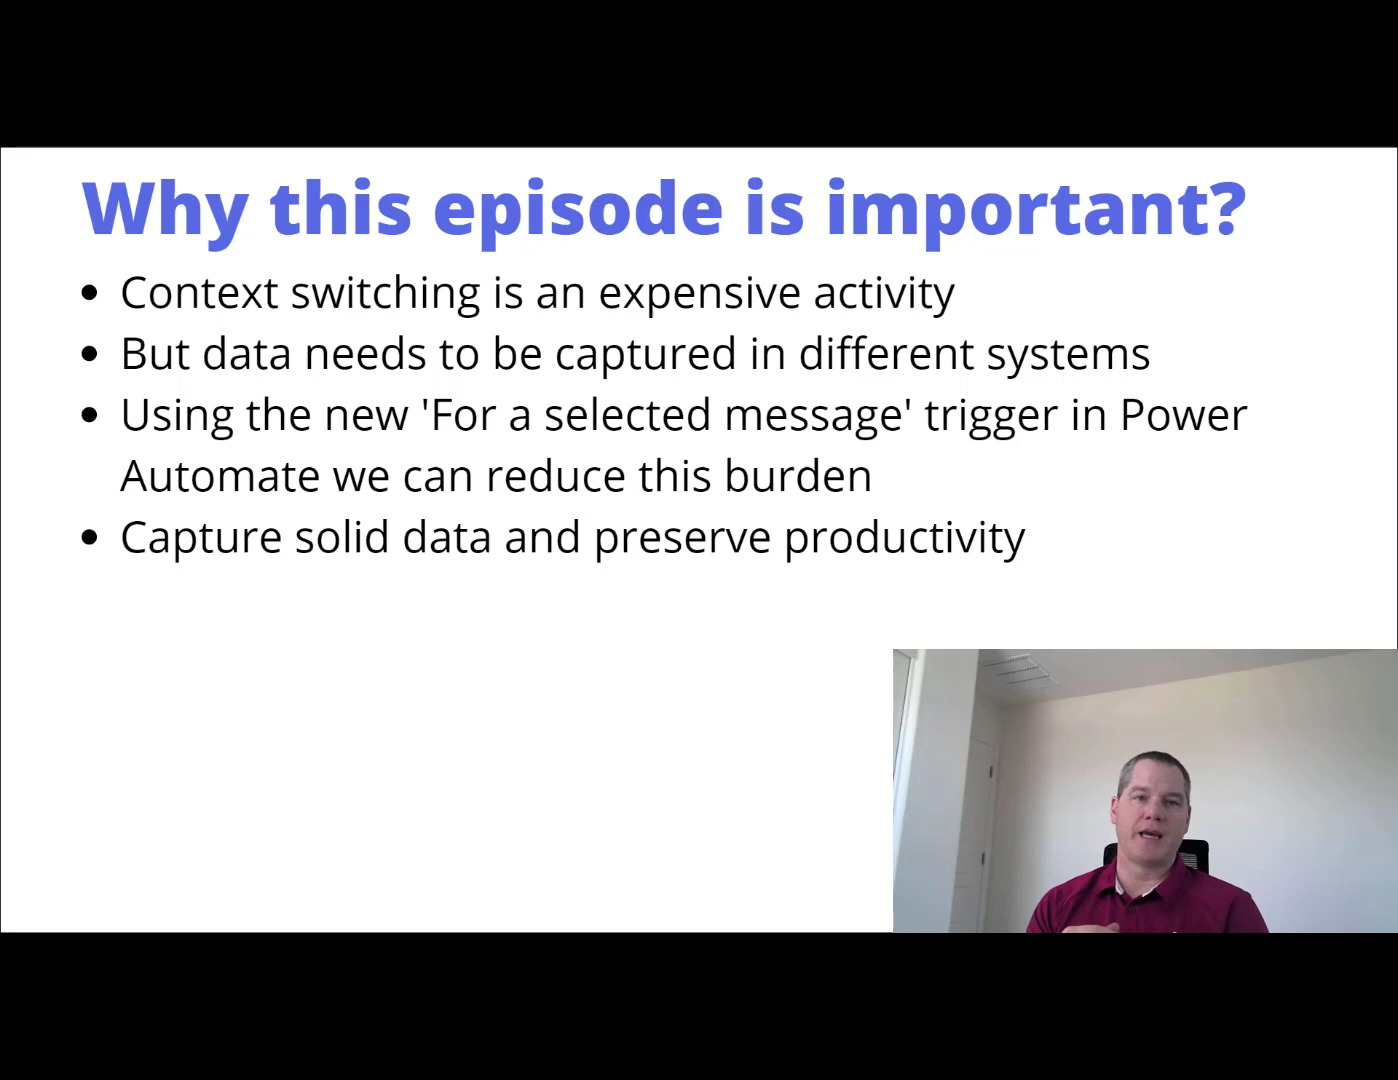 Why this episode is important?
• Context switching is an expensive activity
• But data needs to be captured in different systems
• Using the new 'For a selected message' trigger in Power
Automate we can reduce this burden
• Capture solid data and preserve productivity